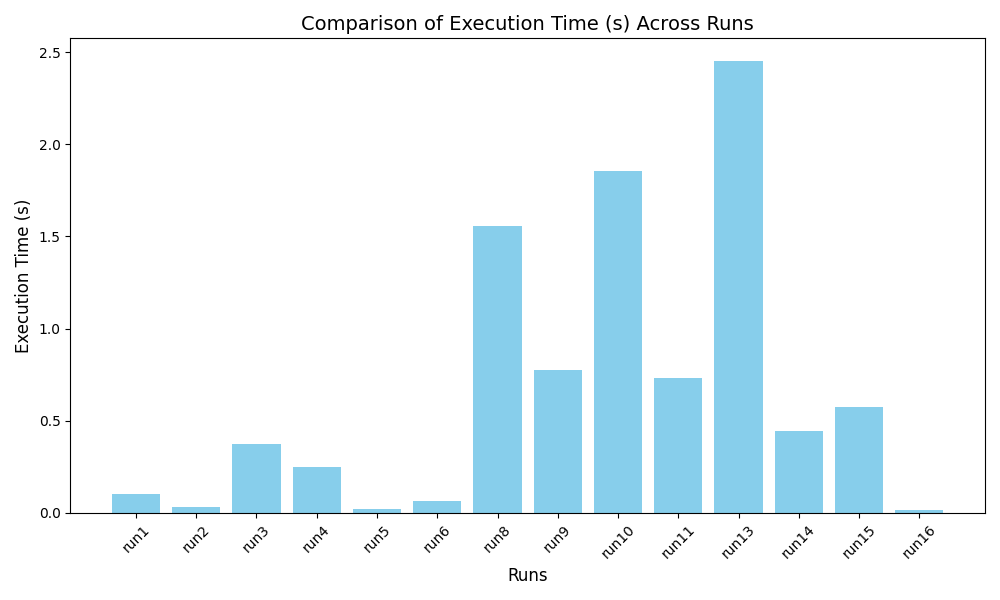 Comparison of Execution Time (s) Across Runs
Execution Time (s)
2.5
2.0
1.5
1.0
0.5
0.0
run1
run2
run3
run4
run5
run6
run8
run9
run10
run11
run13
run14
run15
run16
Runs